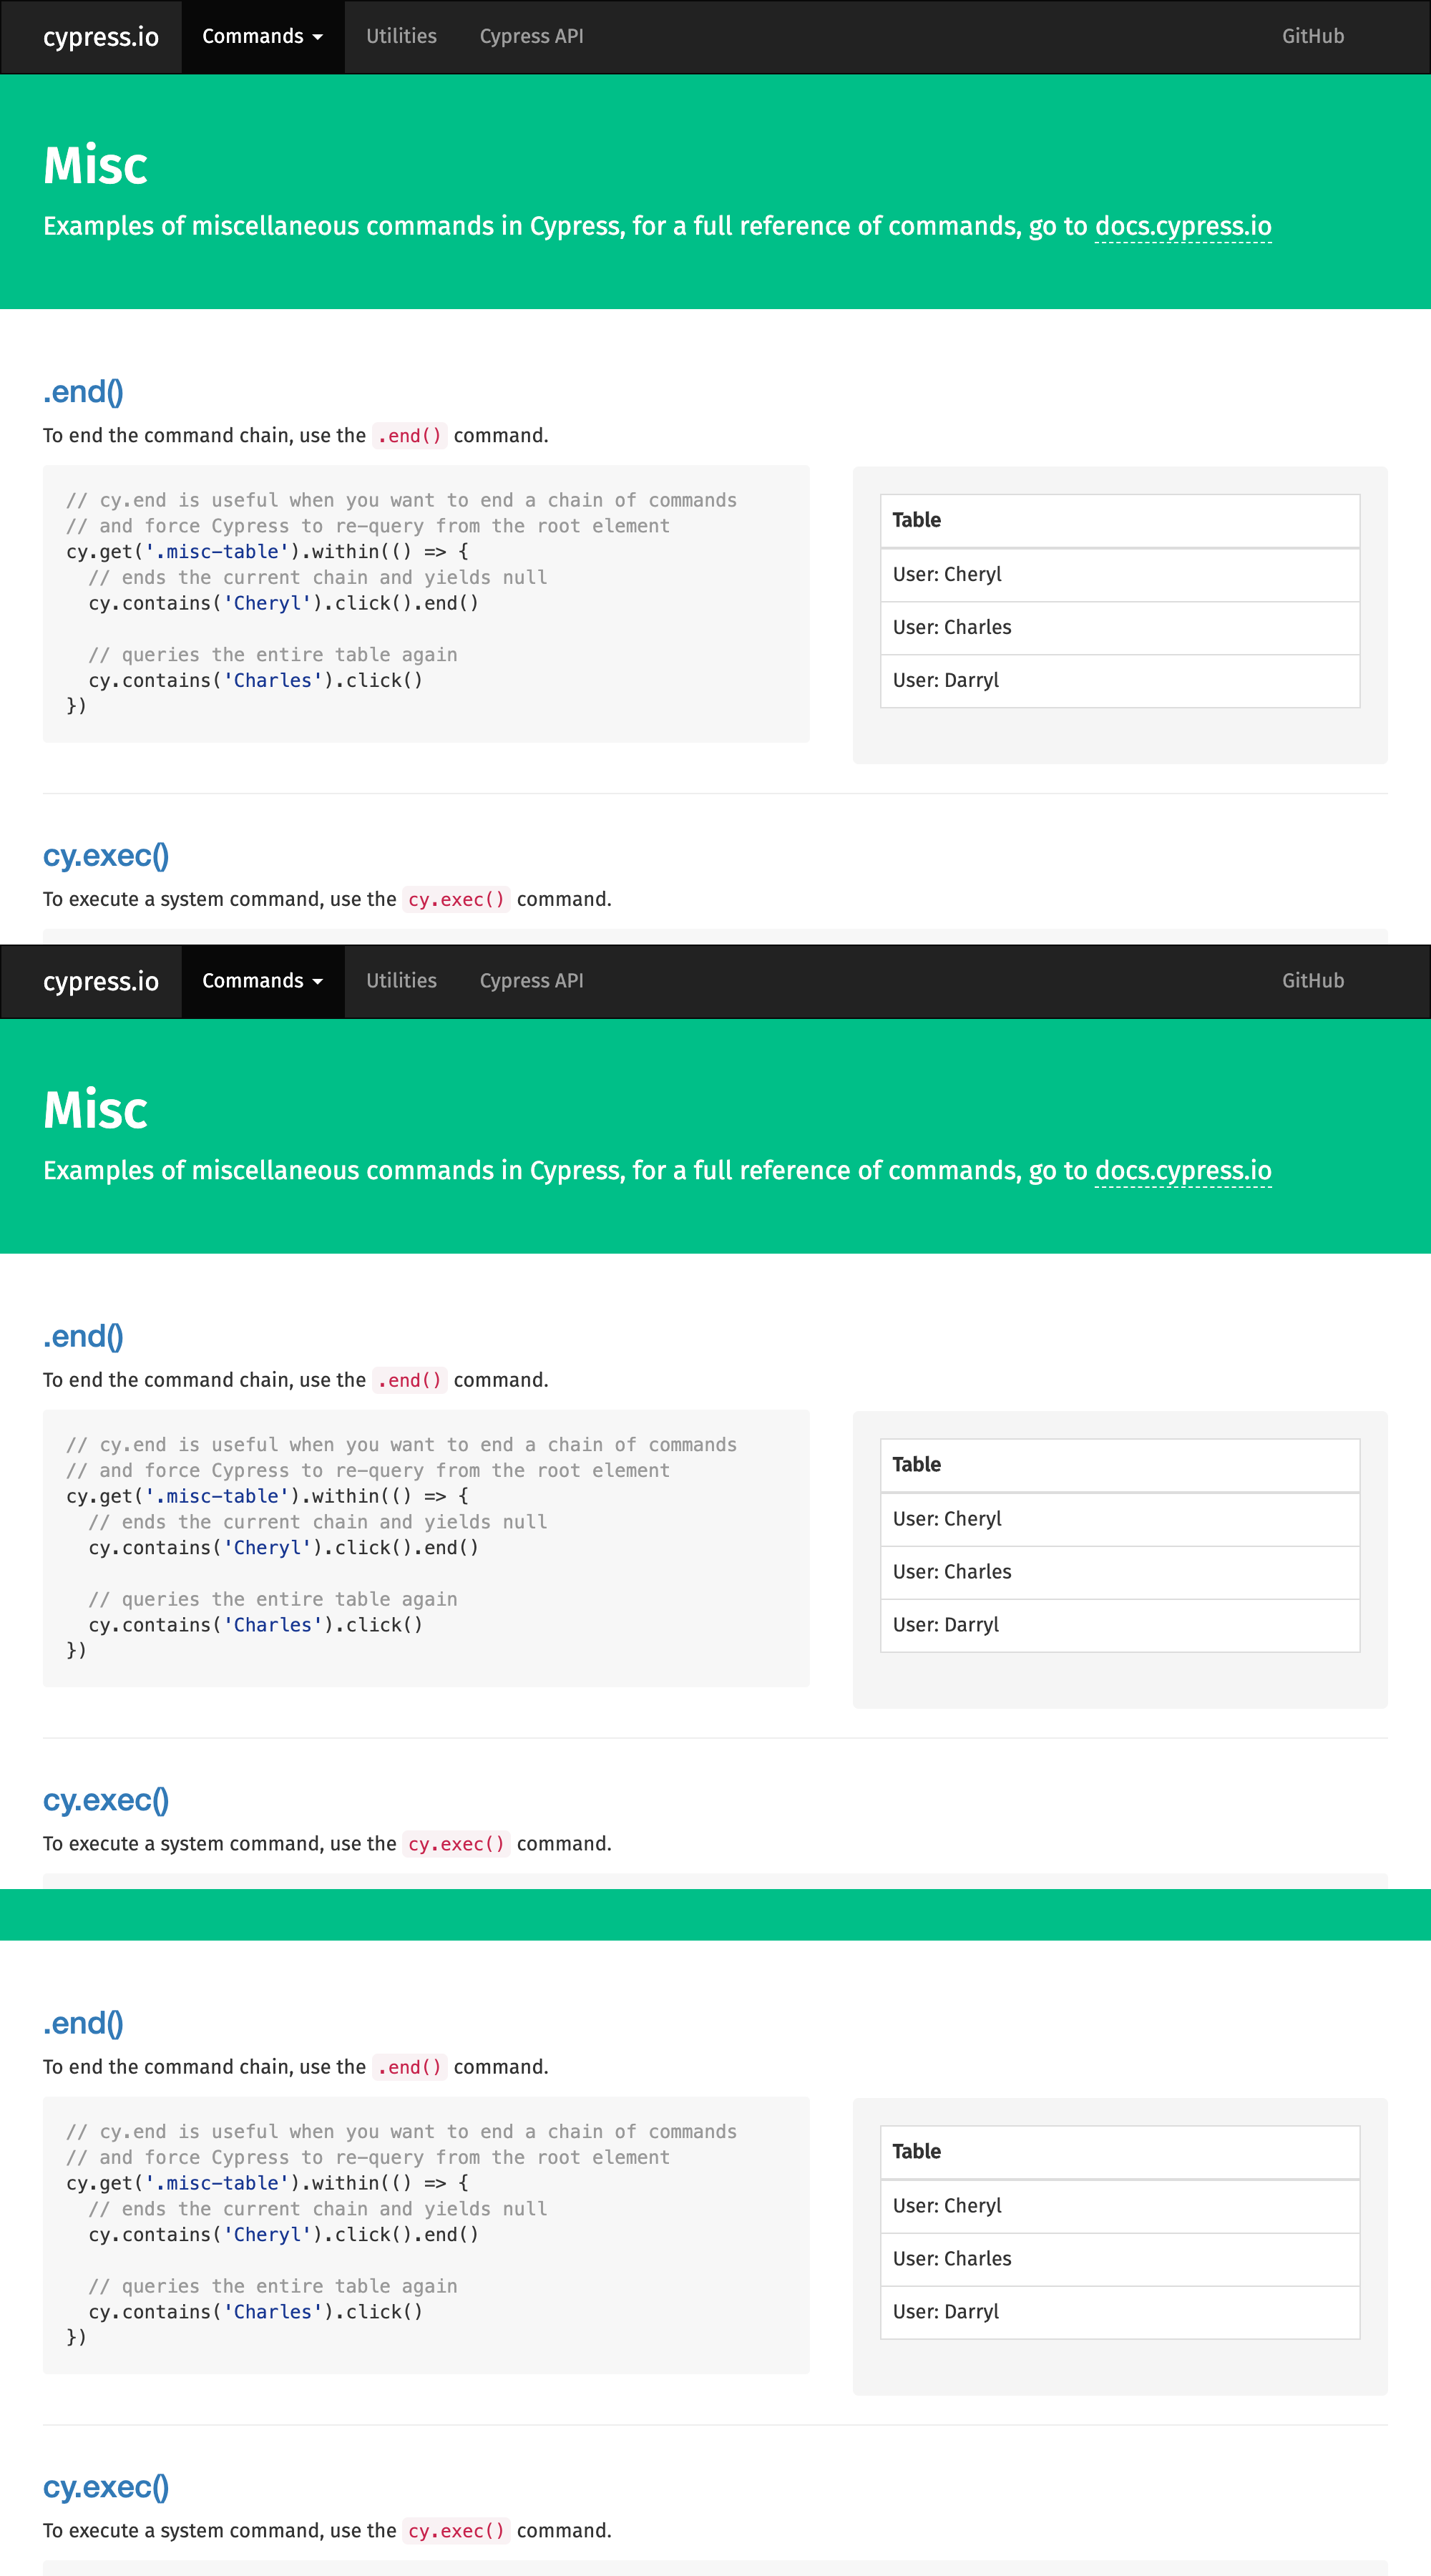 cypress.io Commands Utilities Cypress API GitHub
Misc
Examples of miscellaneous commands in Cypress, for a full reference of commands, go to docs.cypress.io
.end()
To end the command chain, use the .end() command.
// cy.end is useful when you want to end a chain of commands
// and force Cypress to re-query from the root element
cy.get('.misc-table').within(() => {
  // ends the current chain and yields null
  cy.contains('Cheryl').click().end()
  // queries the entire table again
  cy.contains('Charles').click()
})
Table
User: Cheryl
User: Charles
User: Darryl
cy.exec()
To execute a system command, use the cy.exec() command.
cypress.io Commands Utilities Cypress API GitHub
Misc
Examples of miscellaneous commands in Cypress, for a full reference of commands, go to docs.cypress.io
.end()
To end the command chain, use the .end() command.
// cy.end is useful when you want to end a chain of commands
// and force Cypress to re-query from the root element
cy.get('.misc-table').within(() => {
  // ends the current chain and yields null
  cy.contains('Cheryl').click().end()
  // queries the entire table again
  cy.contains('Charles').click()
})
Table
User: Cheryl
User: Charles
User: Darryl
cy.exec()
To execute a system command, use the cy.exec() command.
.end()
To end the command chain, use the .end() command.
// cy.end is useful when you want to end a chain of commands
// and force Cypress to re-query from the root element
cy.get('.misc-table').within(() => {
  // ends the current chain and yields null
  cy.contains('Cheryl').click().end()
  // queries the entire table again
  cy.contains('Charles').click()
})
Table
User: Cheryl
User: Charles
User: Darryl
cy.exec()
To execute a system command, use the cy.exec() command.